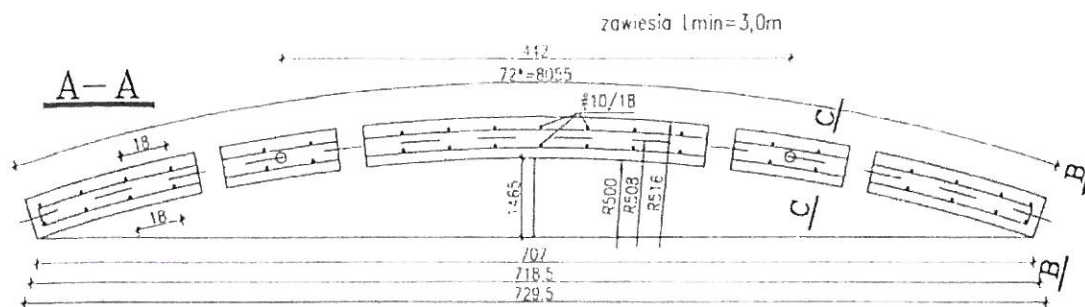 zawiesia lmin=3,0m
442
72°=8055
A-A
#10/18
18
C
B
18
1465
R500
R508
R516
C
707
718.5
729.5
B